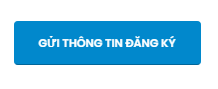 GỬI THÔNG TIN ĐĂNG KÝ